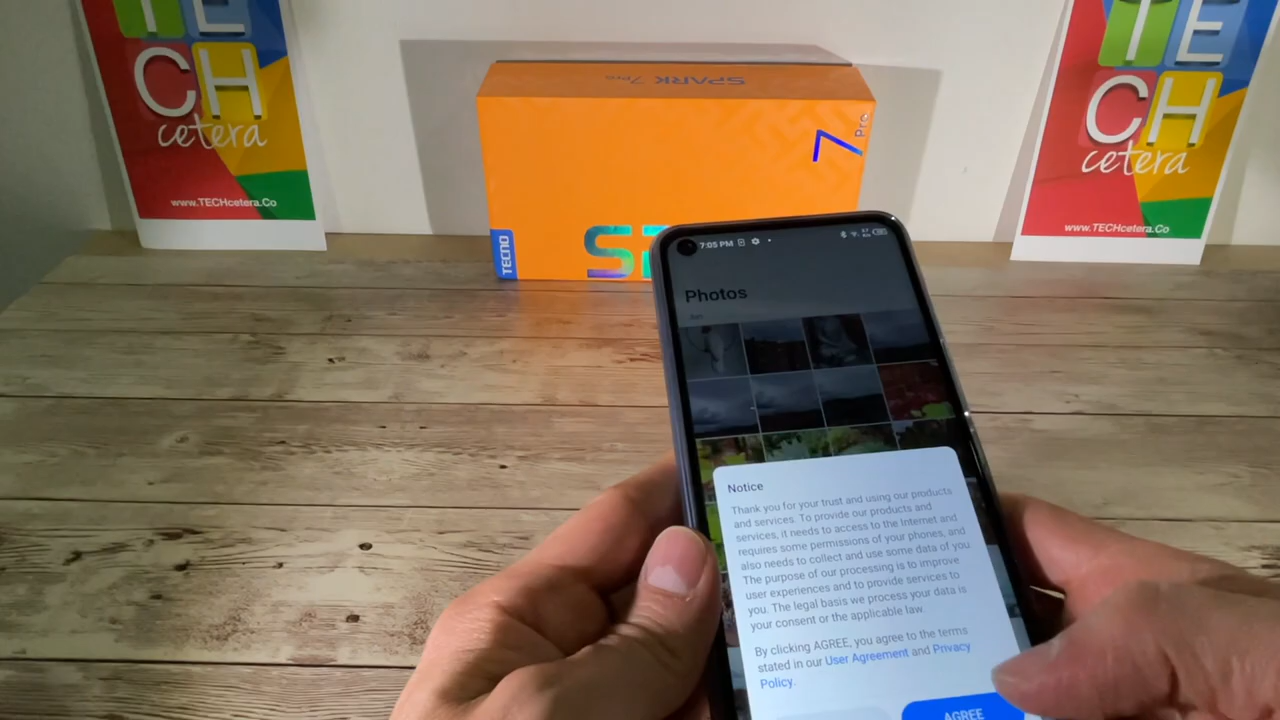 TE
CH
cetera
www.TECHcetera.Co
SPARK 7 Pro
7 Pro
TECNO
TE
CH
cetera
www.TECHcetera.Co
7:05 PM
Photos
Jun
Notice
Thank you for your trust and using our products
and services. To provide our products and
services, it needs to access to the Internet and
requires some permissions of your phones, and
also needs to collect and use some data of you.
The purpose of our processing is to improve
user experiences and to provide services to
you. The legal basis we process your data is
your consent or the applicable law.
By clicking AGREE, you agree to the terms
stated in our User Agreement and Privacy
Policy.
AGREE